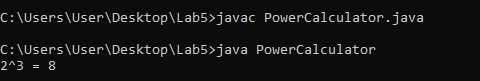 C:\Users\User\Desktop\Lab5>javac PowerCalculator.java
C:\Users\User\Desktop\Lab5>java PowerCalculator
2^3 = 8